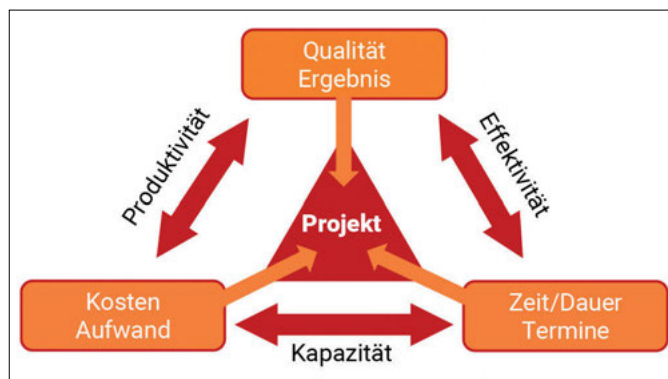 Qualität
Ergebnis
Produktivität
Effektivität
Projekt
Kosten
Aufwand
Zeit/Dauer
Termine
Kapazität